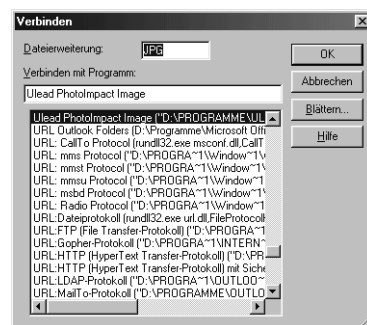 Verbinden
Dateierweiterung: JPG
OK
Verbinden mit Programm:
Abbrechen
Ulead PhotoImpact Image
Blättern...
Ulead PhotoImpact Image ("D:\PROGRAMME\UL
URL Outlook Folders (D:\Programme\Microsoft Offi
Hilfe
URL: CallTo Protocol (rundll32.exe msconf.dll,CallT
URL: mms Protocol ("D:\PROGRA~1\Window~1\
URL: mmst Protocol ("D:\PROGRA~1\Window~1
URL: mmsu Protocol ("D:\PROGRA~1\Window~1
URL: msbd Protocol ("D:\PROGRA~1\Window~1
URL: Radio Protocol ("D:\PROGRA~1\Window~1
URL:Dateiprotokoll (rundll32.exe url.dll,FileProtocolH
URL:FTP (File Transfer-Protokoll) ("D:\PROGRA~1
URL:Gopher-Protokoll ("D:\PROGRA~1\INTERN~
URL:HTTP (HyperText Transfer-Protokoll) ("D:\PR
URL:HTTP (HyperText Transfer-Protokoll) mit Siche
URL:LDAP-Protokoll ("D:\PROGRA~1\OUTLOO~
URL:MailTo-Protokoll ("D:\PROGRAMME\OUTLO